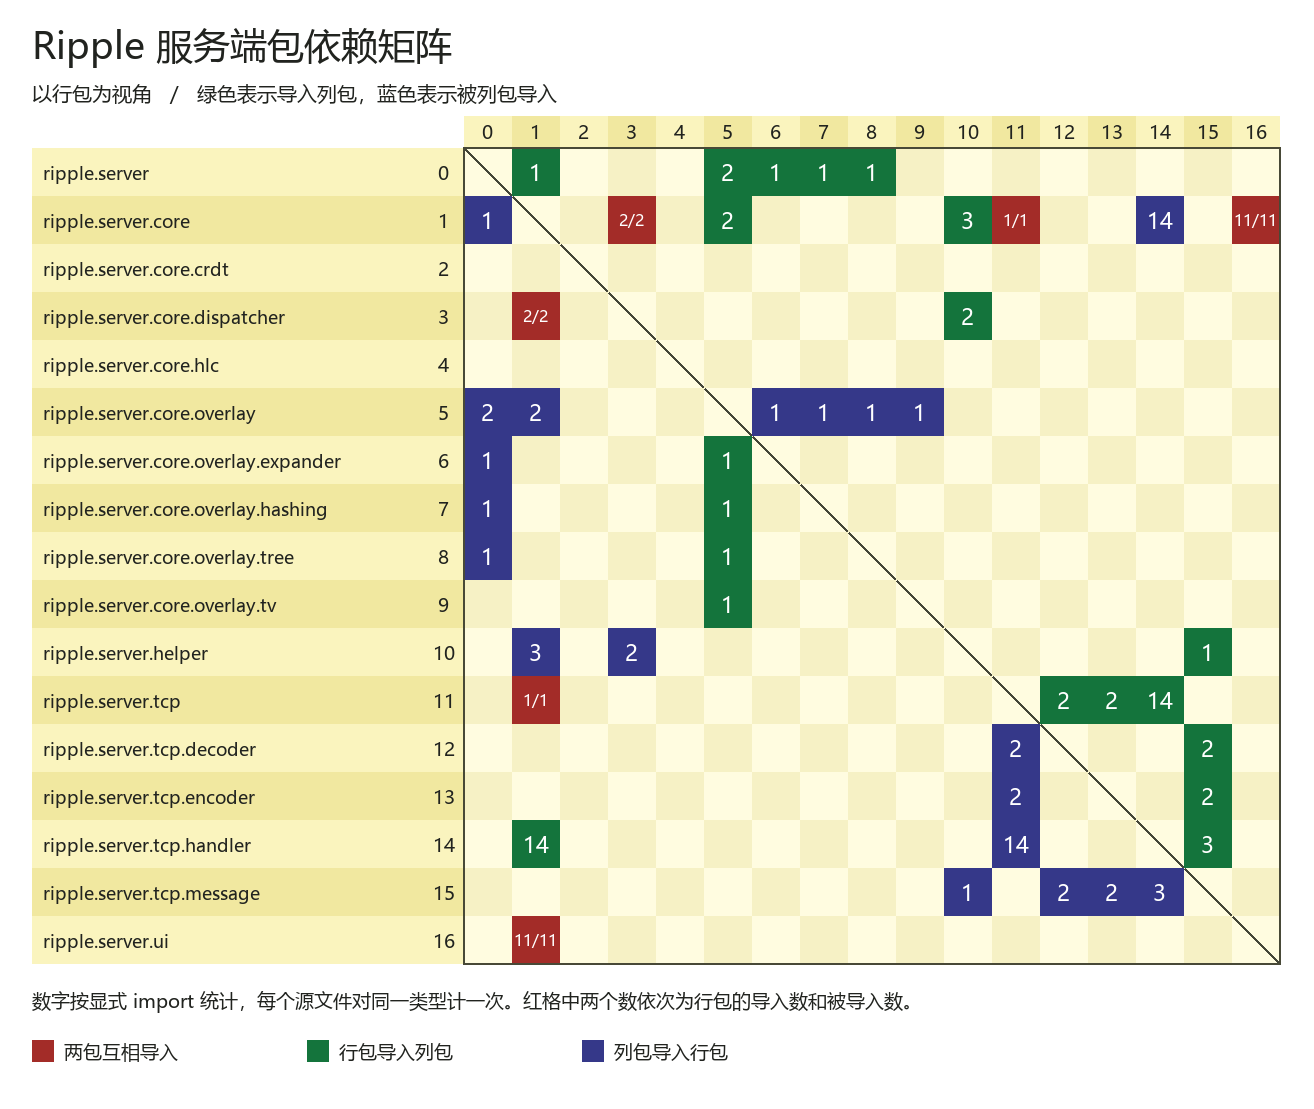 Ripple 服务端包依赖矩阵
以行包为视角 / 绿色表示导入列包，蓝色表示被列包导入
0 1 2 3 4 5 6 7 8 9 10 11 12 13 14 15 16
ripple.server 0 1 2 1 1 1
ripple.server.core 1 1 2/2 2 3 1/1 14 11/11
ripple.server.core.crdt 2
ripple.server.core.dispatcher 3 2/2 2
ripple.server.core.hlc 4
ripple.server.core.overlay 5 2 2 1 1 1 1
ripple.server.core.overlay.expander 6 1 1
ripple.server.core.overlay.hashing 7 1 1
ripple.server.core.overlay.tree 8 1 1
ripple.server.core.overlay.tv 9 1
ripple.server.helper 10 3 2 1
ripple.server.tcp 11 1/1 2 2 14
ripple.server.tcp.decoder 12 2 2
ripple.server.tcp.encoder 13 2 2
ripple.server.tcp.handler 14 14 14 3
ripple.server.tcp.message 15 1 2 2 3
ripple.server.ui 16 11/11
数字按显式 import 统计，每个源文件对同一类型计一次。红格中两个数依次为行包的导入数和被导入数。
两包互相导入 行包导入列包 列包导入行包